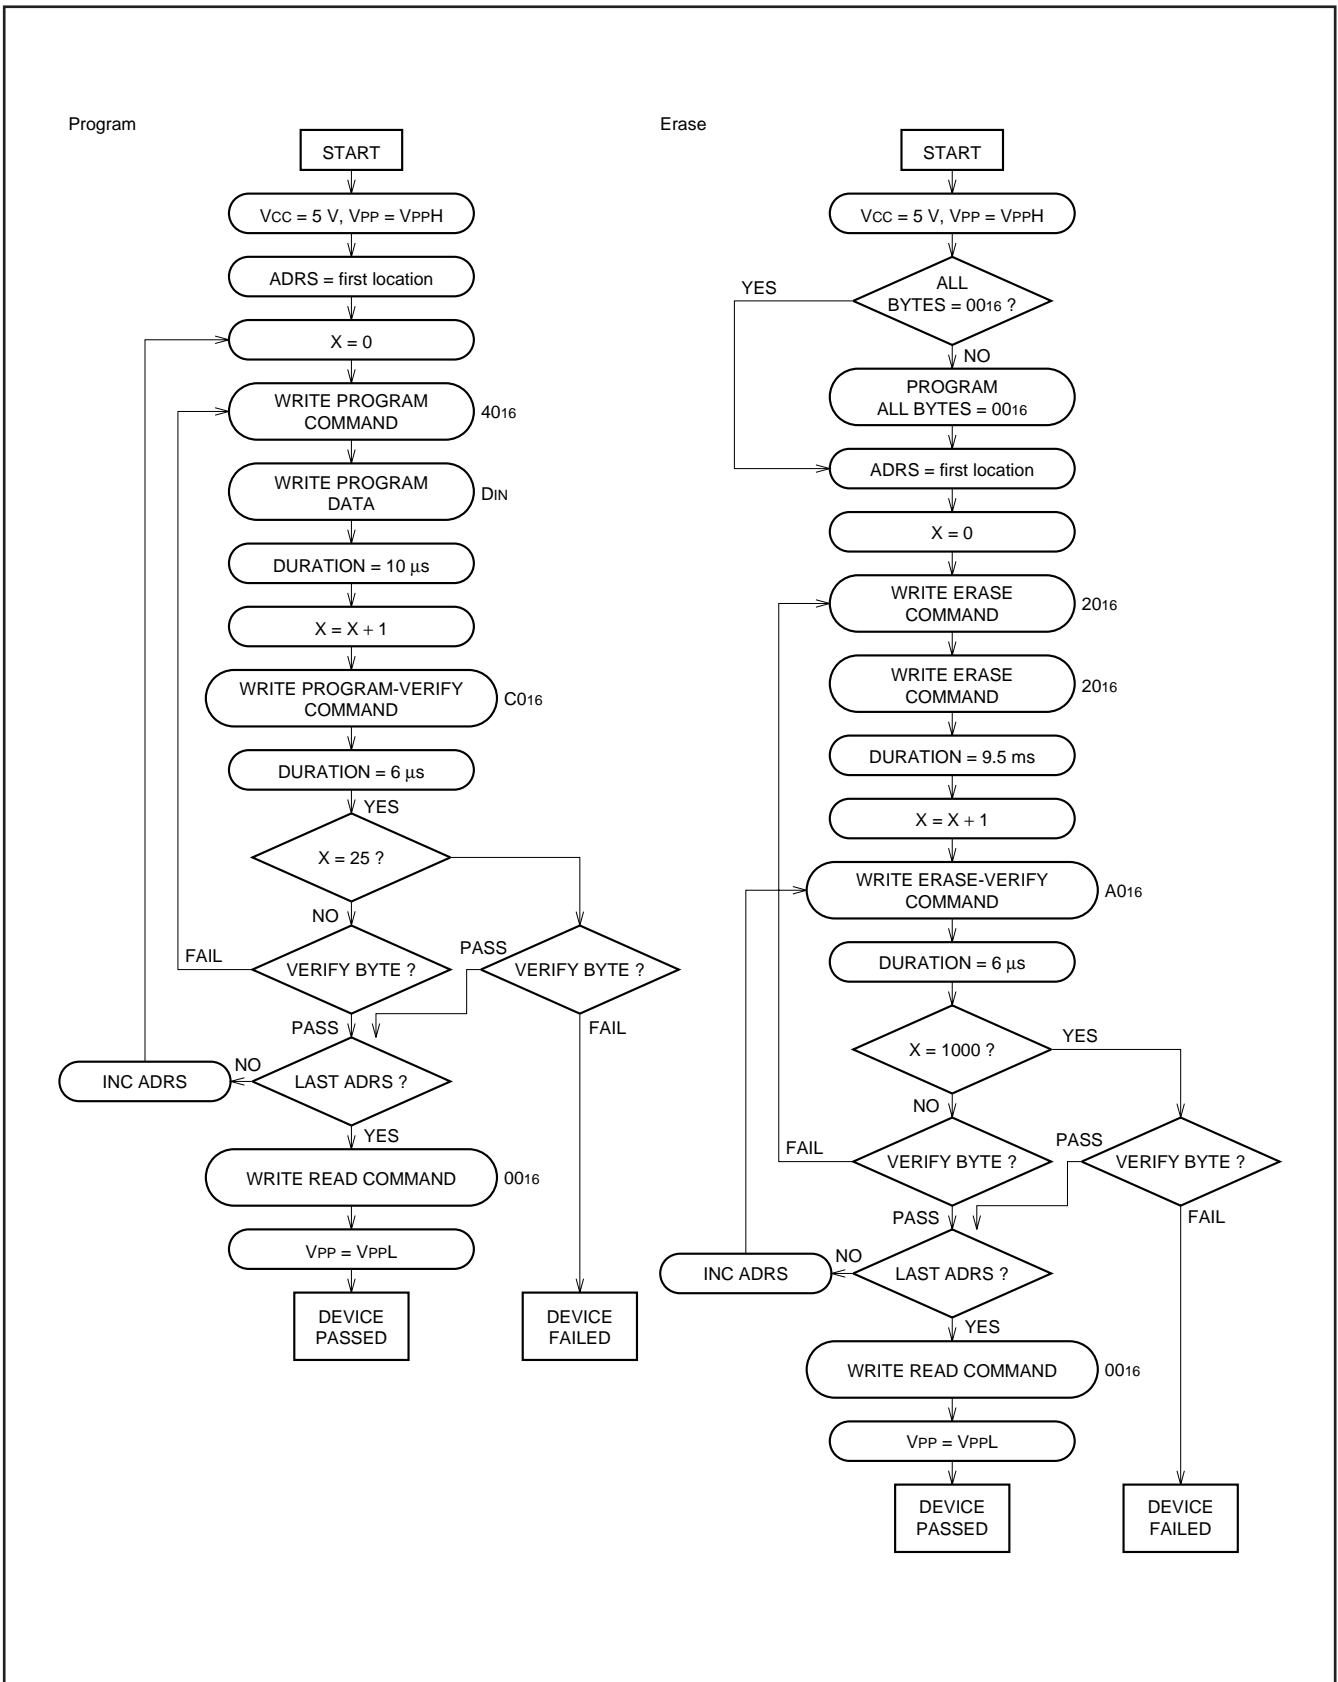 Program
START
VCC = 5 V, VPP = VPPH
ADRS = first location
X = 0
WRITE PROGRAM
COMMAND
4016
WRITE PROGRAM
DATA
DIN
DURATION = 10 μs
X = X + 1
WRITE PROGRAM-VERIFY
COMMAND
C016
DURATION = 6 μs
YES
X = 25 ?
NO
FAIL
VERIFY BYTE ?
PASS
VERIFY BYTE ?
PASS
FAIL
INC ADRS
NO
LAST ADRS ?
YES
WRITE READ COMMAND
0016
VPP = VPPL
DEVICE
PASSED
DEVICE
FAILED
Erase
START
VCC = 5 V, VPP = VPPH
YES
ALL
BYTES = 0016 ?
NO
PROGRAM
ALL BYTES = 0016
ADRS = first location
X = 0
WRITE ERASE
COMMAND
2016
WRITE ERASE
COMMAND
2016
DURATION = 9.5 ms
X = X + 1
WRITE ERASE-VERIFY
COMMAND
A016
DURATION = 6 μs
X = 1000 ?
YES
NO
FAIL
VERIFY BYTE ?
PASS
VERIFY BYTE ?
PASS
FAIL
INC ADRS
NO
LAST ADRS ?
YES
WRITE READ COMMAND
0016
VPP = VPPL
DEVICE
PASSED
DEVICE
FAILED